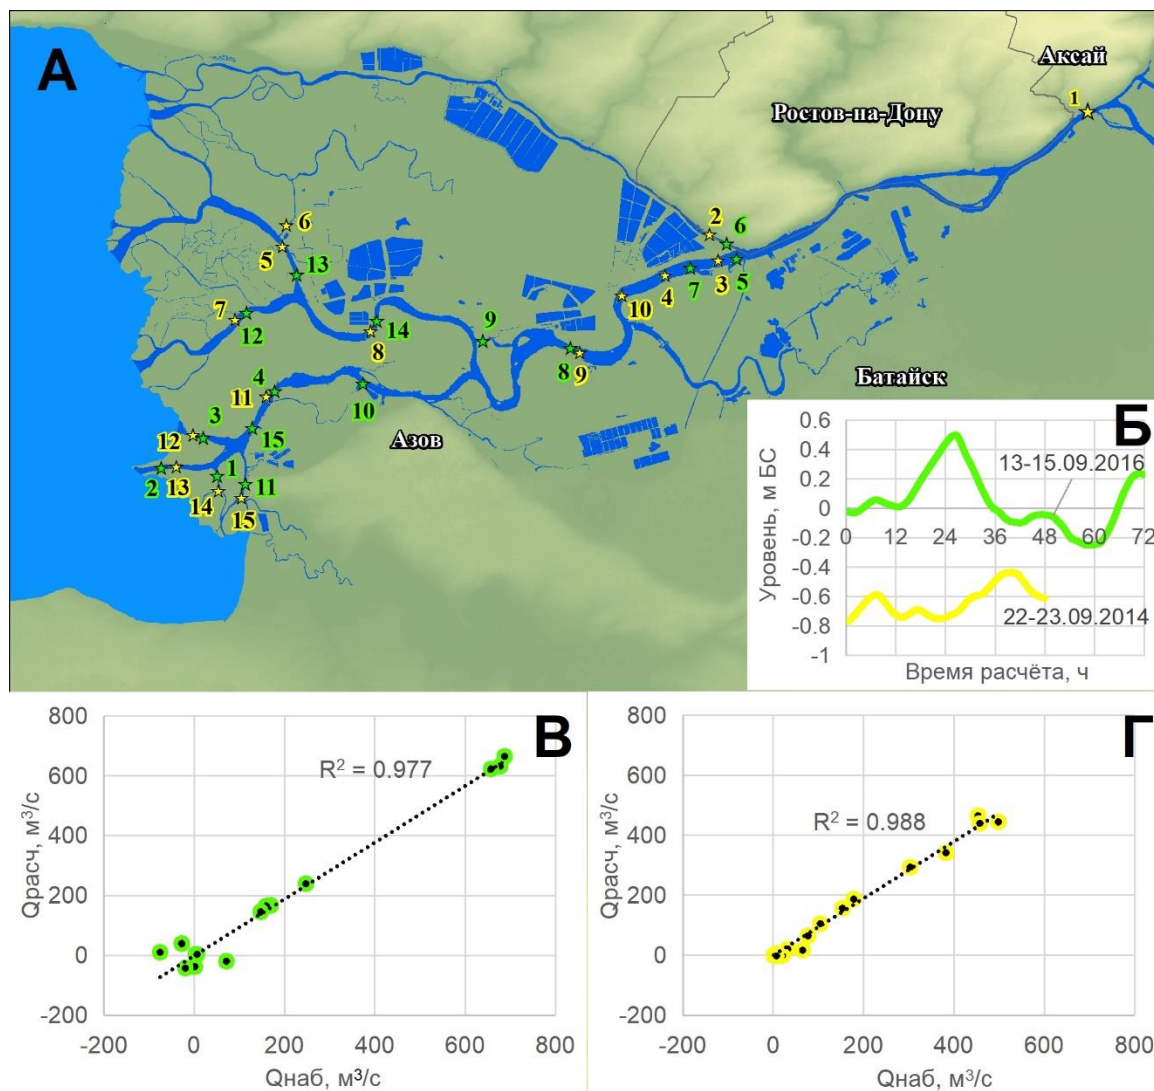 А
Аксай
1
Ростов-на-Дону
2
6
6
5
13
3
5
7
4
10
7
12
14
8
9
8
9
Батайск
4
11
10
Азов
3
12
15
2
13
1
14
11
15
Б
0.6
0.4
0.2
0
-0.2
-0.4
-0.6
-0.8
-1
0 12 24 36 48 60 72
13-15.09.2016
22-23.09.2014
Уровень, м БС
Время расчёта, ч
В
800
600
400
200
0
-200
-200 0 200 400 600 800
R² = 0.977
Qрасч, м³/с
Qнаб, м³/с
Г
800
600
400
200
0
-200
-200 0 200 400 600 800
R² = 0.988
Qрасч, м³/с
Qнаб, м³/с